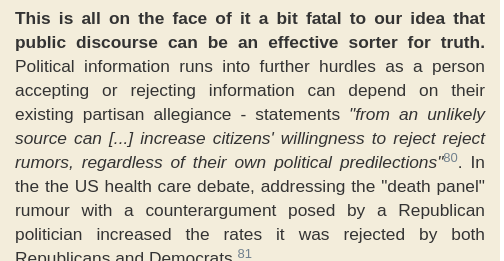 This is all on the face of it a bit fatal to our idea that
public discourse can be an effective sorter for truth.
Political information runs into further hurdles as a person
accepting or rejecting information can depend on their
existing partisan allegiance - statements "from an unlikely
source can [...] increase citizens' willingness to reject reject
rumors, regardless of their own political predilections"80. In
the the US health care debate, addressing the "death panel"
rumour with a counterargument posed by a Republican
politician increased the rates it was rejected by both
Republicans and Democrats.81